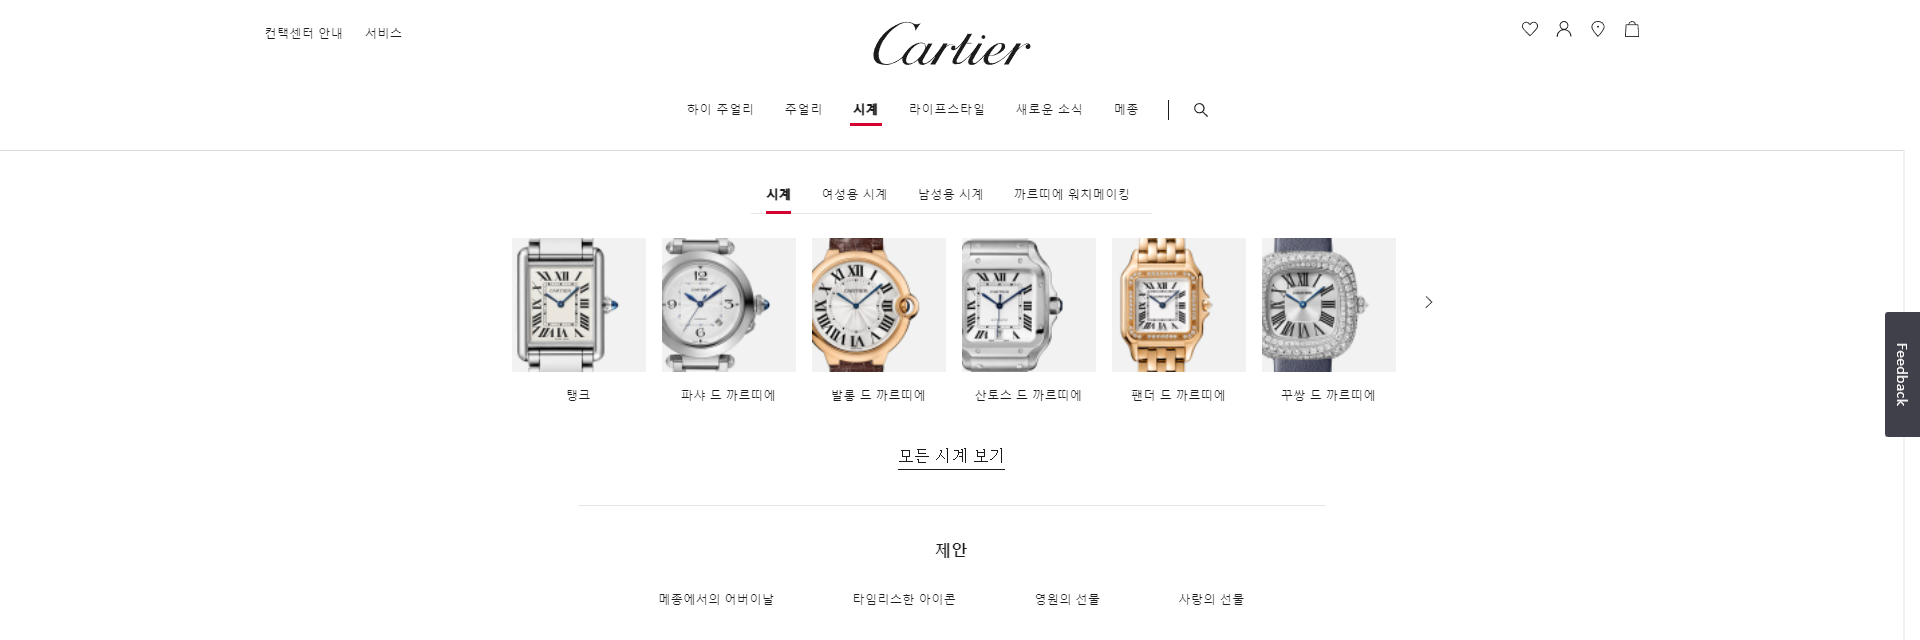 컨택센터 안내 서비스
Cartier
하이 주얼리 주얼리 시계 라이프스타일 새로운 소식 메종
시계 여성용 시계 남성용 시계 까르띠에 워치메이킹
탱크 파샤 드 까르띠에 발롱 드 까르띠에 산토스 드 까르띠에 팬더 드 까르띠에 꾸쌍 드 까르띠에
Feedback
모든 시계 보기
제안
메종에서의 어버이날 타임리스한 아이콘 영원의 선물 사랑의 선물